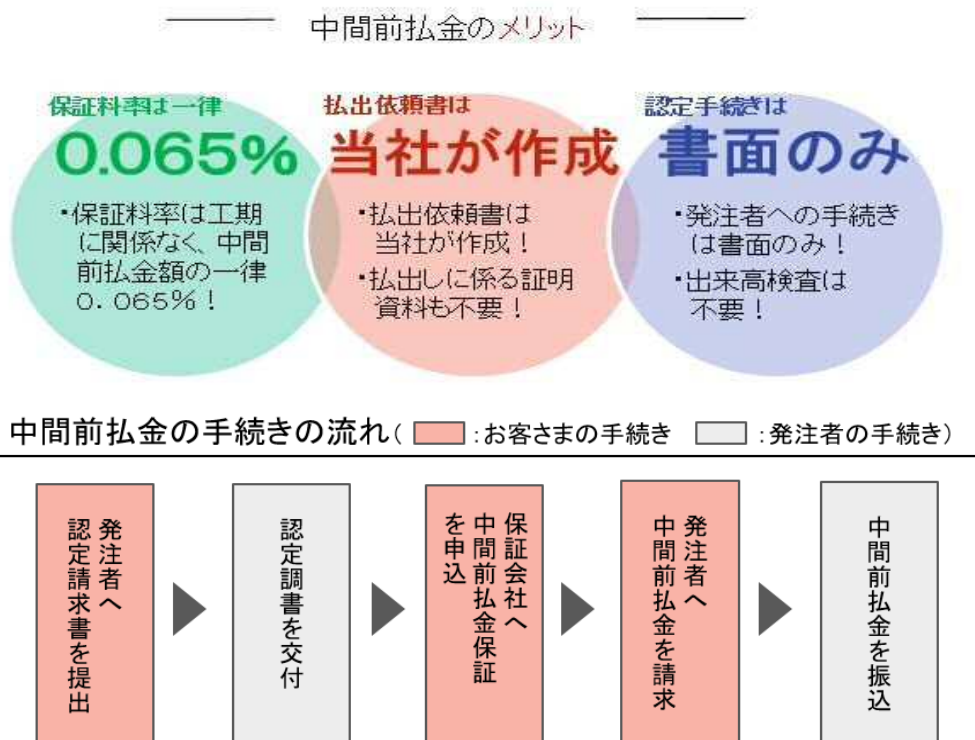 中間前払金のメリット
保証料率は一律
0.065%
・保証料率は工期
に関係なく、中間
前払金額の一律
0.065%！
払出依頼書は
当社が作成
・払出依頼書は
当社が作成！
・払出しに係る証明
資料も不要！
認定手続きは
書面のみ
・発注者への手続き
は書面のみ！
・出来高検査は
不要！
中間前払金の手続きの流れ( :お客さまの手続き :発注者の手続き)
発注者へ
認定請求書を提出
認定調書を交付
保証会社へ
中間前払金保証
を申込
発注者へ
中間前払金を請求
中間前払金を振込